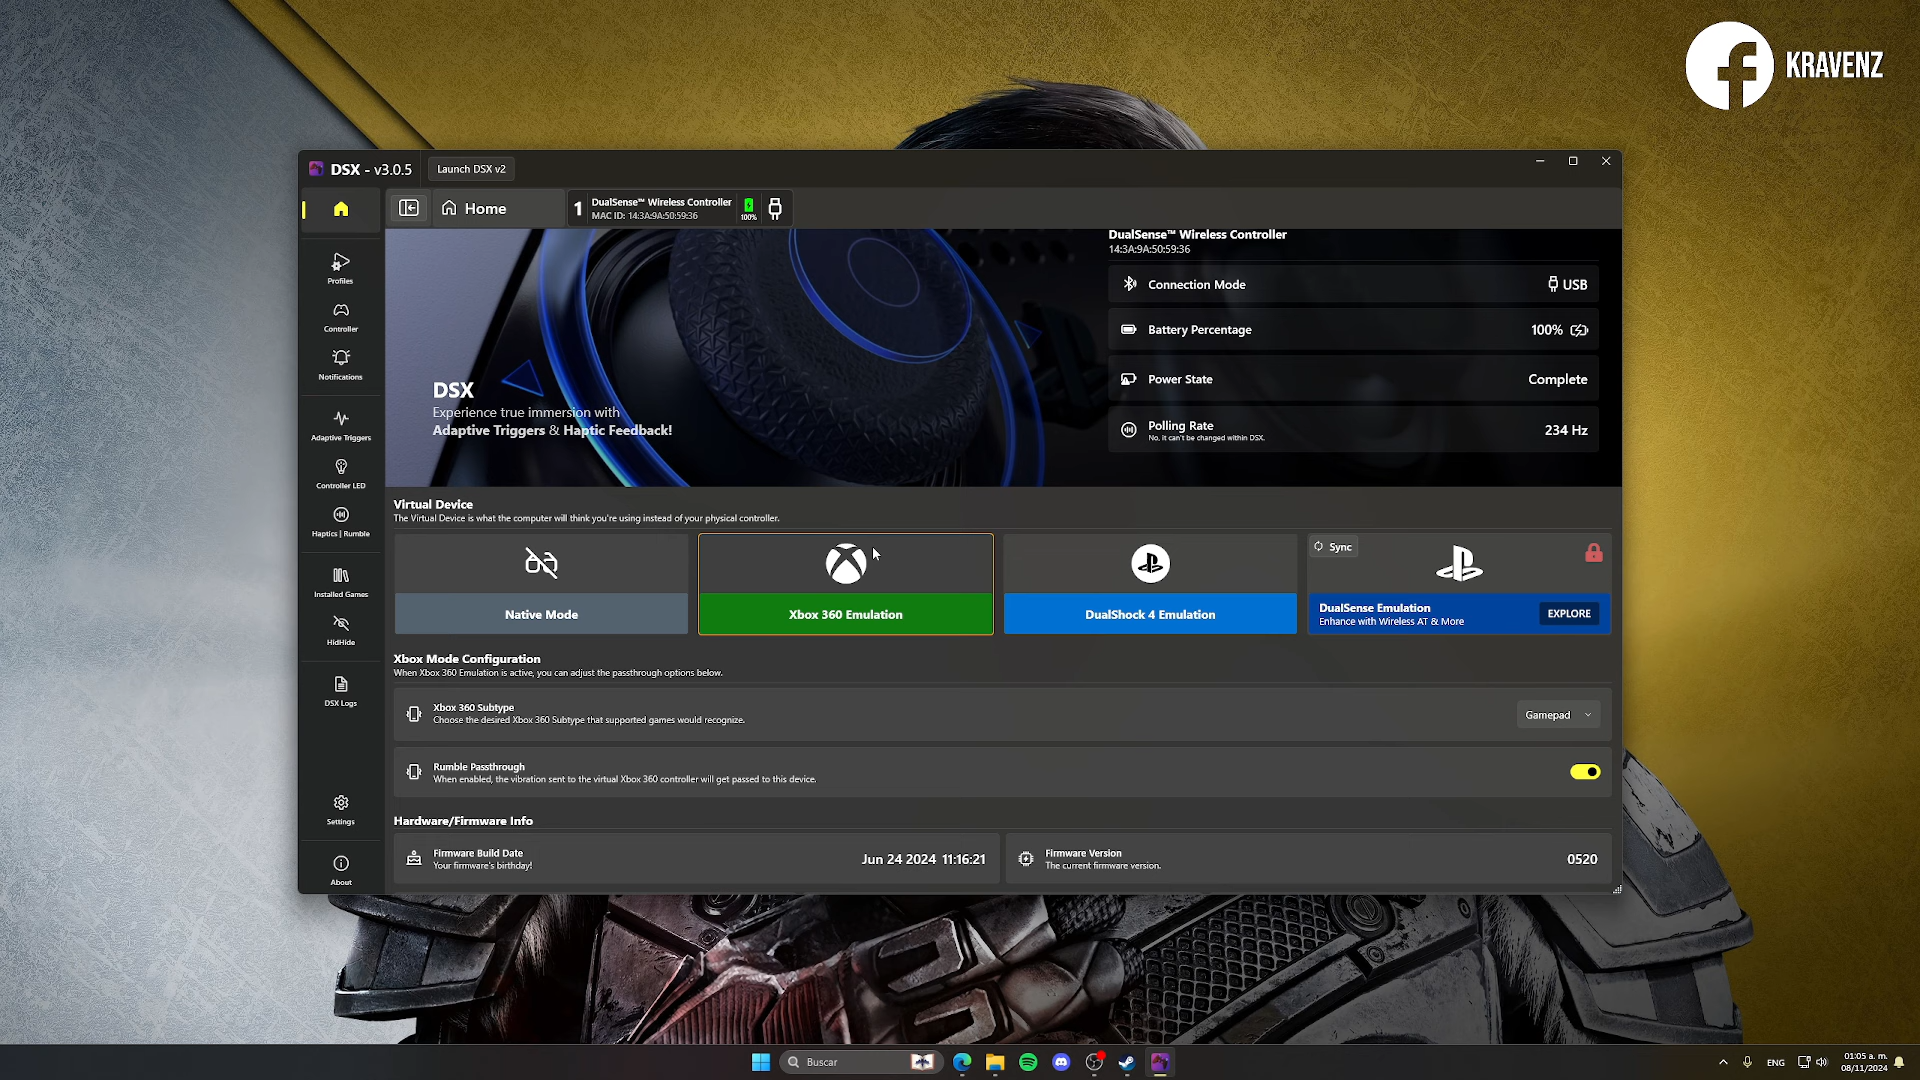 KRAVENZ
DSX - v3.0.5
Launch DSX v2
Home
1
DualSense™ Wireless Controller
MAC ID: 14:3A:9A:50:59:36
100%
Profiles
Controller
Notifications
Adaptive Triggers
Controller LED
Haptics | Rumble
Installed Games
HidHide
DSX Logs
Settings
About
DSX
Experience true immersion with
Adaptive Triggers & Haptic Feedback!
DualSense™ Wireless Controller
14:3A:9A:50:59:36
Connection Mode
USB
Battery Percentage
100%
Power State
Complete
Polling Rate
No, it can't be changed within DSX.
234 Hz
Virtual Device
The Virtual Device is what the computer will think you're using instead of your physical controller.
Native Mode
Xbox 360 Emulation
DualShock 4 Emulation
Sync
DualSense Emulation
Enhance with Wireless AT & More
EXPLORE
Xbox Mode Configuration
When Xbox 360 Emulation is active, you can adjust the passthrough options below.
Xbox 360 Subtype
Choose the desired Xbox 360 Subtype that supported games would recognize.
Gamepad
Rumble Passthrough
When enabled, the vibration sent to the virtual Xbox 360 controller will get passed to this device.
Hardware/Firmware Info
Firmware Build Date
Your firmware's birthday!
Jun 24 2024 11:16:21
Firmware Version
The current firmware version.
0520
Buscar
ENG
01:05 a. m.
08/11/2024